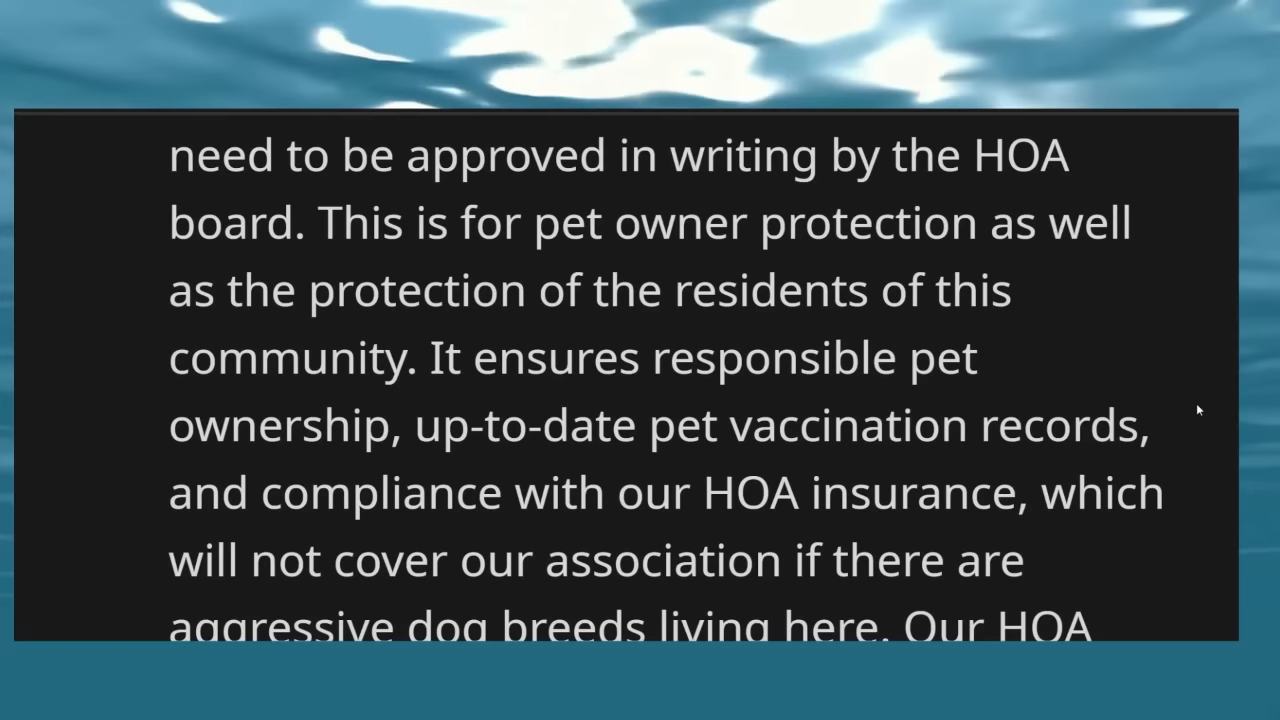 need to be approved in writing by the HOA
board. This is for pet owner protection as well
as the protection of the residents of this
community. It ensures responsible pet
ownership, up-to-date pet vaccination records,
and compliance with our HOA insurance, which
will not cover our association if there are
aggressive dog breeds living here. Our HOA